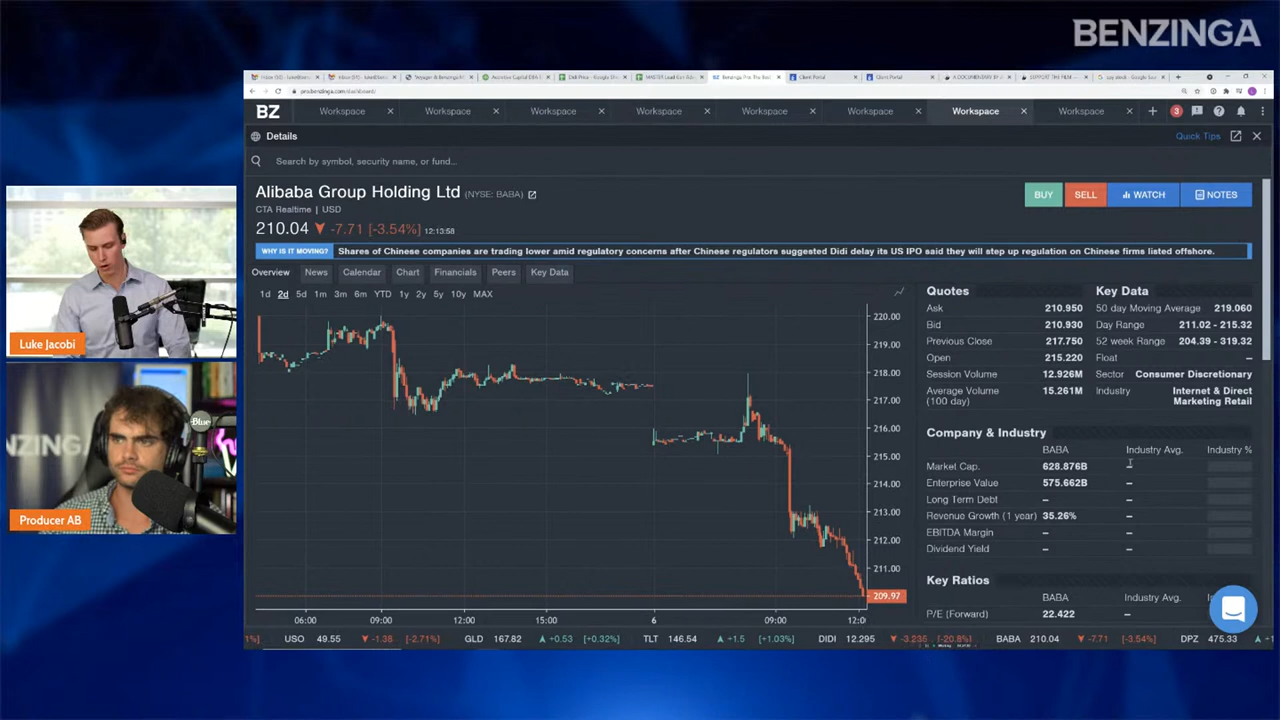 BENZINGA
pro.benzinga.com/dashboard/
BZ
Workspace
Workspace
Workspace
Workspace
Workspace
Workspace
Workspace
Workspace
3
Details
Quick Tips
Search by symbol, security name, or fund...
Alibaba Group Holding Ltd (NYSE: BABA)
BUY SELL WATCH NOTES
CTA Realtime | USD
210.04 -7.71 [-3.54%] 12:13:58
WHY IS IT MOVING? Shares of Chinese companies are trading lower amid regulatory concerns after Chinese regulators suggested Didi delay its US IPO said they will step up regulation on Chinese firms listed offshore.
Overview News Calendar Chart Financials Peers Key Data
1d 2d 5d 1m 3m 6m YTD 1y 2y 5y 10y MAX
220.00
219.00
218.00
217.00
216.00
215.00
214.00
213.00
212.00
211.00
209.97
06:00 09:00 12:00 15:00 6 09:00 12:0
Quotes
Ask 210.950
Bid 210.930
Previous Close 217.750
Open 215.220
Session Volume 12.926M
Average Volume (100 day) 15.261M
Key Data
50 day Moving Average 219.060
Day Range 211.02 - 215.32
52 week Range 204.39 - 319.32
Float –
Sector Consumer Discretionary
Industry Internet & Direct Marketing Retail
Company & Industry
BABA Industry Avg. Industry %
Market Cap. 628.876B –
Enterprise Value 575.662B –
Long Term Debt – –
Revenue Growth (1 year) 35.26% –
EBITDA Margin – –
Dividend Yield – –
Key Ratios
BABA Industry Avg.
P/E (Forward) 22.422 –
1%] USO 49.55 -1.38 [-2.71%] GLD 167.82 +0.53 [+0.32%] TLT 146.54 +1.5 [+1.03%] DIDI 12.295 -3.235 [-20.8%] BABA 210.04 -7.71 [-3.54%] DPZ 475.33 +1
Luke Jacobi
NZINGA
Blue
Producer AB